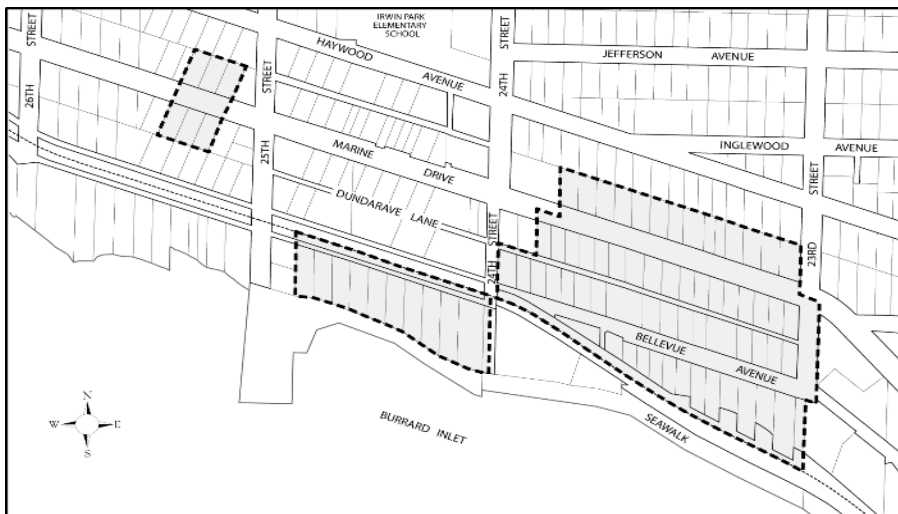 IRWIN PARK
ELEMENTARY
SCHOOL
STREET
26TH
STREET
25TH
HAYWOOD
AVENUE
STREET
24TH
JEFFERSON AVENUE
INGLEWOOD AVENUE
MARINE
DRIVE
STREET
23RD
DUNDARAVE LANE
STREET
24TH
BELLEVUE
AVENUE
SEAWALK
BURRARD INLET
N
W E
S